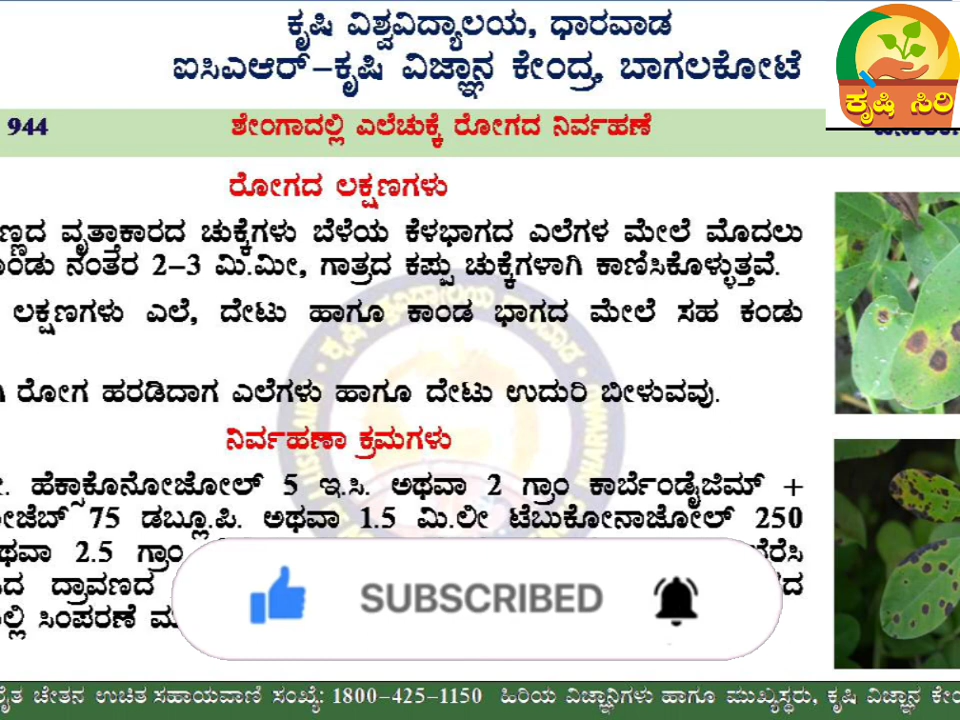 ಕೃಷಿ ವಿಶ್ವವಿದ್ಯಾಲಯ, ಧಾರವಾಡ
ಐಸಿಎಆರ್-ಕೃಷಿ ವಿಜ್ಞಾನ ಕೇಂದ್ರ, ಬಾಗಲಕೋಟೆ
ಕೃಷಿ ಸಿರಿ
944 ಶೇಂಗಾದಲ್ಲಿ ಎಲೆಚುಕ್ಕೆ ರೋಗದ ನಿರ್ವಹಣೆ
ರೋಗದ ಲಕ್ಷಣಗಳು
ವೃತ್ತಾಕಾರದ ಚುಕ್ಕೆಗಳು ಬೆಳೆಯ ಕೆಳಭಾಗದ ಎಲೆಗಳ ಮೇಲೆ ಮೊದಲು
ನಂತರ 2-3 ಮಿ.ಮೀ, ಗಾತ್ರದ ಕಪ್ಪು ಚುಕ್ಕೆಗಳಾಗಿ ಕಾಣಿಸಿಕೊಳ್ಳುತ್ತವೆ.
ಲಕ್ಷಣಗಳು ಎಲೆ, ದೇಟು ಹಾಗೂ ಕಾಂಡ ಭಾಗದ ಮೇಲೆ ಸಹ ಕಂಡು
ರೋಗ ಹರಡಿದಾಗ ಎಲೆಗಳು ಹಾಗೂ ದೇಟು ಉದುರಿ ಬೀಳುವವು.
ನಿರ್ವಹಣಾ ಕ್ರಮಗಳು
ಹೆಕ್ಸಾಕೊನೋಜೋಲ್ 5 ಇ.ಸಿ. ಅಥವಾ 2 ಗ್ರಾಂ ಕಾರ್ಬೆಂಡೈಜಿಮ್ +
75 ಡಬ್ಲೂ.ಪಿ. ಅಥವಾ 1.5 ಮಿ.ಲೀ ಟೆಬುಕೋನಾಜೋಲ್ 250
2.5 ಗ್ರಾಂ
ದ್ರಾವಣದ
ಸಿಂಪರಣೆ
SUBSCRIBED
ಚೇತನ ಉಚಿತ ಸಹಾಯವಾಣಿ ಸಂಖ್ಯೆ: 1800-425-1150 ಹಿರಿಯ ವಿಜ್ಞಾನಿಗಳು ಹಾಗೂ ಮುಖ್ಯಸ್ಥರು, ಕೃಷಿ ವಿಜ್ಞಾನ